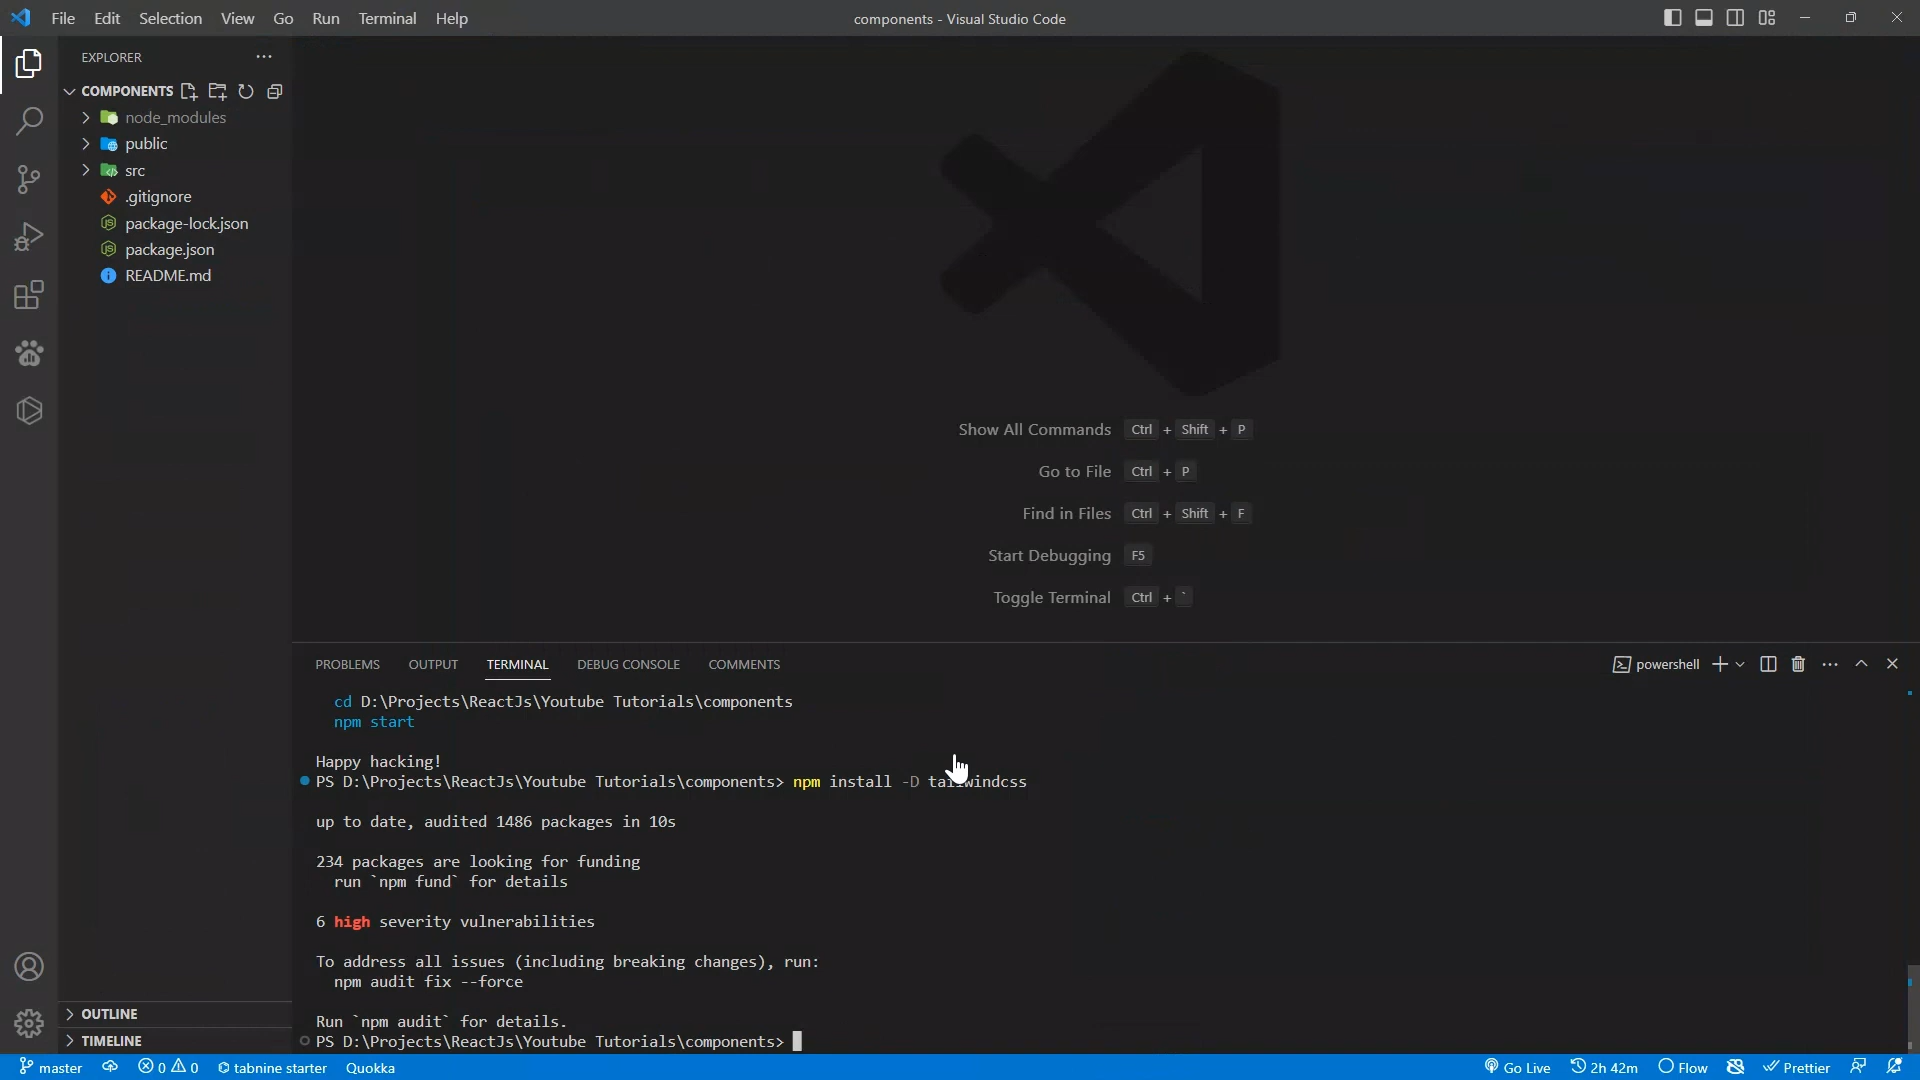 File Edit Selection View Go Run Terminal Help
components - Visual Studio Code
EXPLORER
COMPONENTS
node_modules
public
src
.gitignore
package-lock.json
package.json
README.md
OUTLINE
TIMELINE
Show All Commands Ctrl + Shift + P
Go to File Ctrl + P
Find in Files Ctrl + Shift + F
Start Debugging F5
Toggle Terminal Ctrl + `
PROBLEMS OUTPUT TERMINAL DEBUG CONSOLE COMMENTS
powershell
cd D:\Projects\ReactJs\Youtube Tutorials\components
npm start
Happy hacking!
PS D:\Projects\ReactJs\Youtube Tutorials\components> npm install -D tailwindcss
up to date, audited 1486 packages in 10s
234 packages are looking for funding
run `npm fund` for details
6 high severity vulnerabilities
To address all issues (including breaking changes), run:
npm audit fix --force
Run `npm audit` for details.
PS D:\Projects\ReactJs\Youtube Tutorials\components>
master 0 0 tabnine starter Quokka
Go Live 2h 42m Flow Prettier